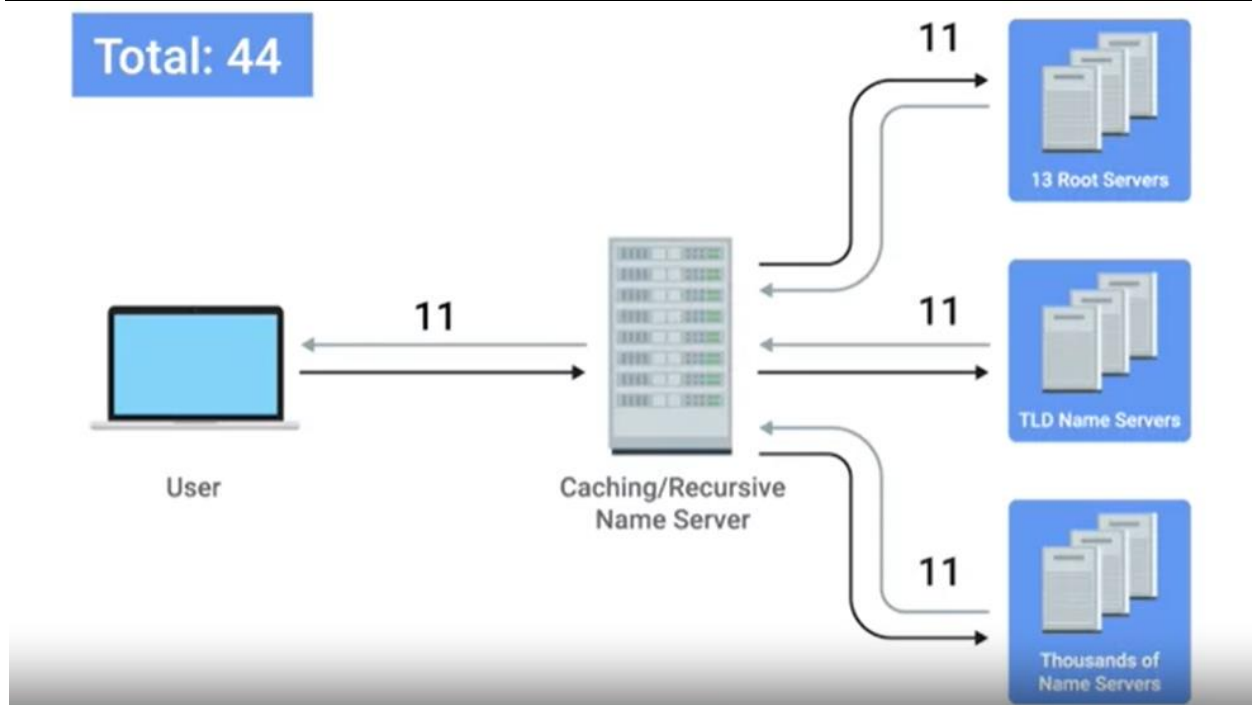 Total: 44
11
13 Root Servers
11
11
TLD Name Servers
User
Caching/Recursive
Name Server
11
Thousands of
Name Servers